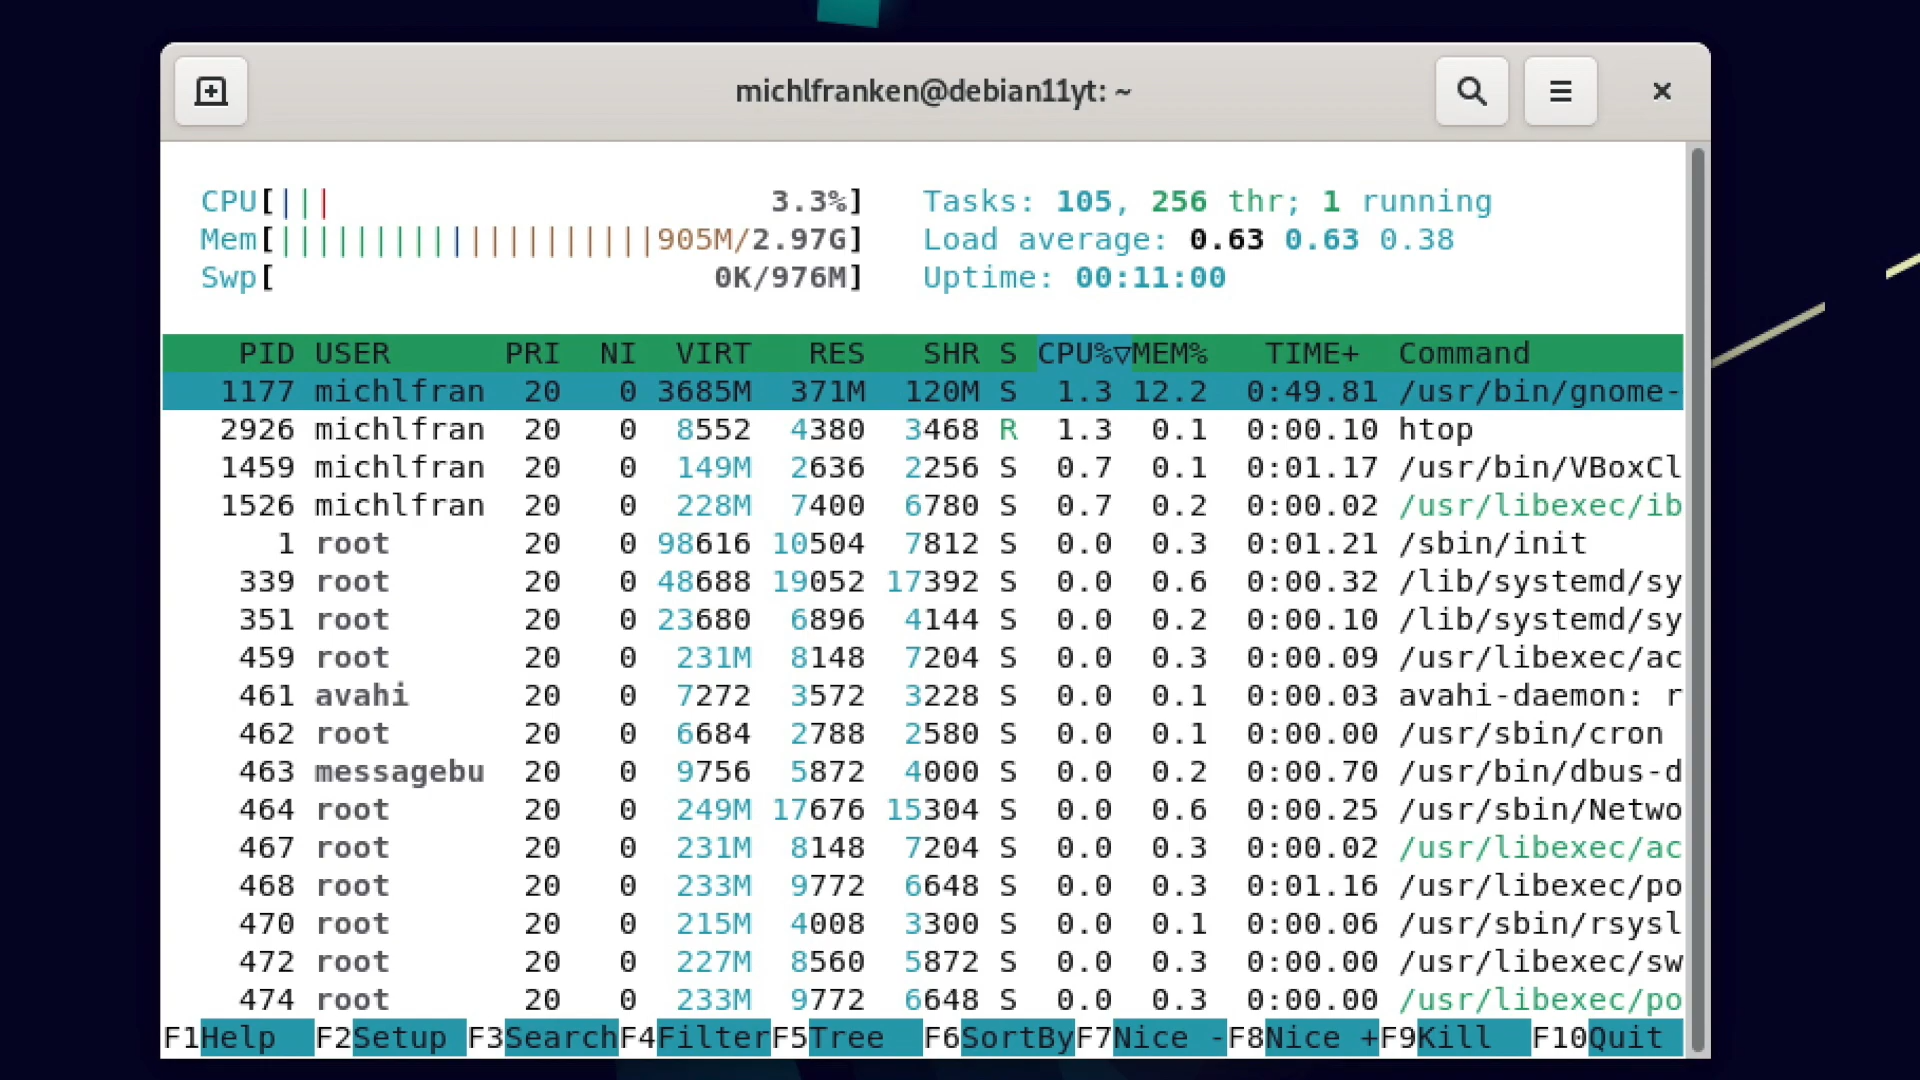 michlfranken@debian11yt: ~
CPU[||| 3.3%] Tasks: 105, 256 thr; 1 running
Mem[||||||||||||||||||||905M/2.97G] Load average: 0.63 0.63 0.38
Swp[ 0K/976M] Uptime: 00:11:00
PID USER PRI NI VIRT RES SHR S CPU%▽MEM% TIME+ Command
1177 michlfran 20 0 3685M 371M 120M S 1.3 12.2 0:49.81 /usr/bin/gnome-
2926 michlfran 20 0 8552 4380 3468 R 1.3 0.1 0:00.10 htop
1459 michlfran 20 0 149M 2636 2256 S 0.7 0.1 0:01.17 /usr/bin/VBoxCl
1526 michlfran 20 0 228M 7400 6780 S 0.7 0.2 0:00.02 /usr/libexec/ib
1 root 20 0 98616 10504 7812 S 0.0 0.3 0:01.21 /sbin/init
339 root 20 0 48688 19052 17392 S 0.0 0.6 0:00.32 /lib/systemd/sy
351 root 20 0 23680 6896 4144 S 0.0 0.2 0:00.10 /lib/systemd/sy
459 root 20 0 231M 8148 7204 S 0.0 0.3 0:00.09 /usr/libexec/ac
461 avahi 20 0 7272 3572 3228 S 0.0 0.1 0:00.03 avahi-daemon: r
462 root 20 0 6684 2788 2580 S 0.0 0.1 0:00.00 /usr/sbin/cron
463 messagebu 20 0 9756 5872 4000 S 0.0 0.2 0:00.70 /usr/bin/dbus-d
464 root 20 0 249M 17676 15304 S 0.0 0.6 0:00.25 /usr/sbin/Netwo
467 root 20 0 231M 8148 7204 S 0.0 0.3 0:00.02 /usr/libexec/ac
468 root 20 0 233M 9772 6648 S 0.0 0.3 0:01.16 /usr/libexec/po
470 root 20 0 215M 4008 3300 S 0.0 0.1 0:00.06 /usr/sbin/rsysl
472 root 20 0 227M 8560 5872 S 0.0 0.3 0:00.00 /usr/libexec/sw
474 root 20 0 233M 9772 6648 S 0.0 0.3 0:00.00 /usr/libexec/po
F1Help F2Setup F3SearchF4FilterF5Tree F6SortByF7Nice -F8Nice +F9Kill F10Quit